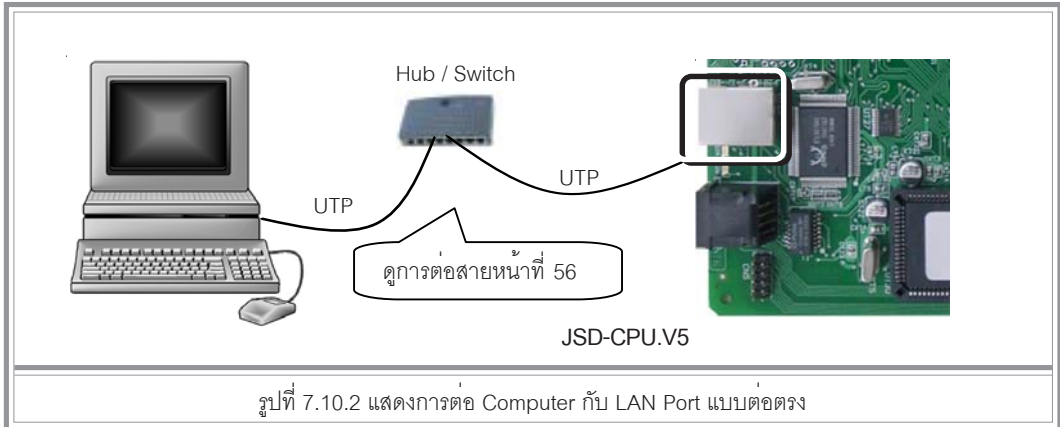 Hub / Switch
UTP
UTP
ดูการต่อสายหน้าที่ 56
JSD-CPU.V5
รูปที่ 7.10.2 แสดงการต่อ Computer กับ LAN Port แบบต่อตรง